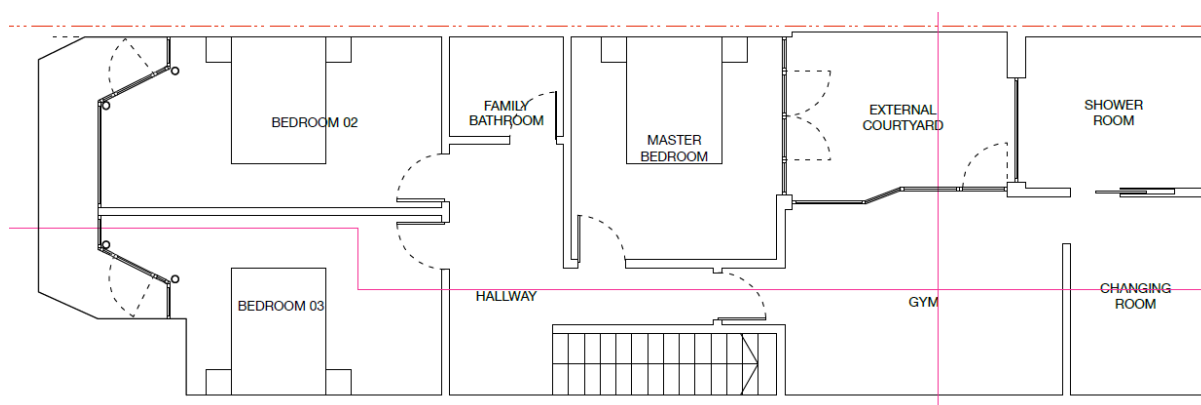 BEDROOM 02
FAMILY
BATHROOM
MASTER
BEDROOM
EXTERNAL
COURTYARD
SHOWER
ROOM
BEDROOM 03
HALLWAY
GYM
CHANGING
ROOM